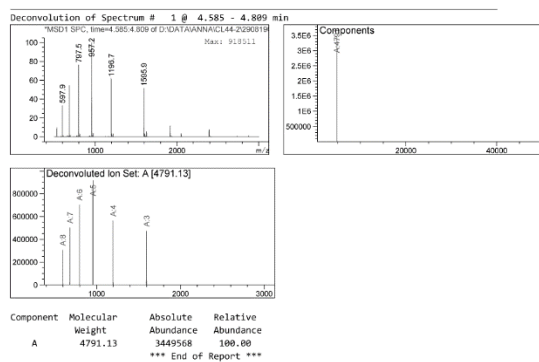 Deconvolution of Spectrum # 1 @ 4.585 - 4.809 min
*MSD1 SPC, time=4.585:4.809 of D:\DATA\ANNA\CL44-2\290819
Max: 918511
100
80
60
40
20
0
597.9
797.5
957.2
1196.7
1595.9
1000
2000
m/z
Components
3.5E6
3E6
2.5E6
2E6
1.5E6
1E6
500000
20000
40000
Deconvoluted Ion Set: A [4791.13]
800000
600000
400000
200000
0
A:8
A:7
A:6
A:5
A:4
A:3
1000
2000
3000
Component Molecular Absolute Relative
Weight Abundance Abundance
A 4791.13 3449568 100.00
*** End of Report ***